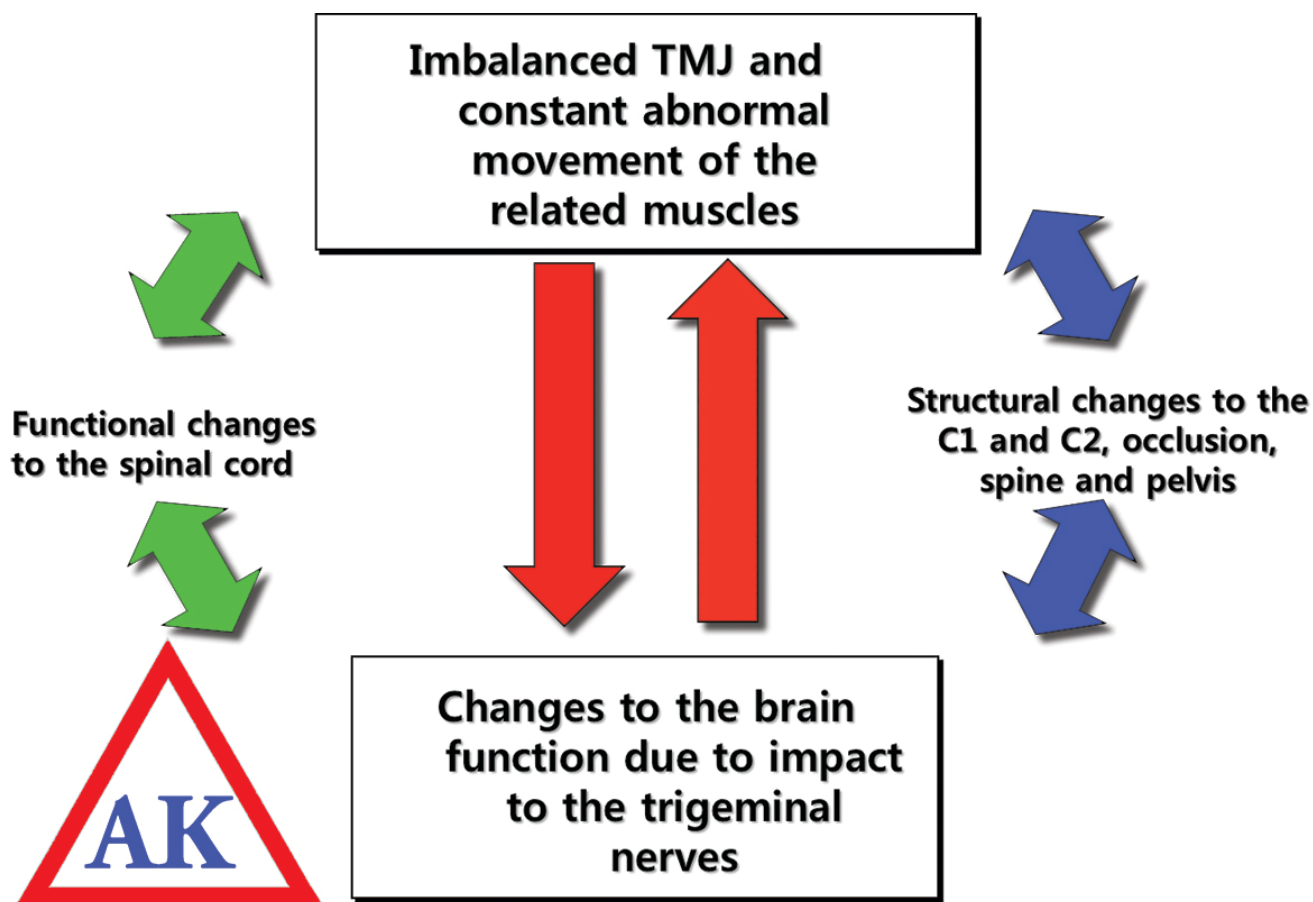 Imbalanced TMJ and
constant abnormal
movement of the
related muscles
Functional changes
to the spinal cord
Structural changes to the
C1 and C2, occlusion,
spine and pelvis
Changes to the brain
function due to impact
to the trigeminal
nerves
AK